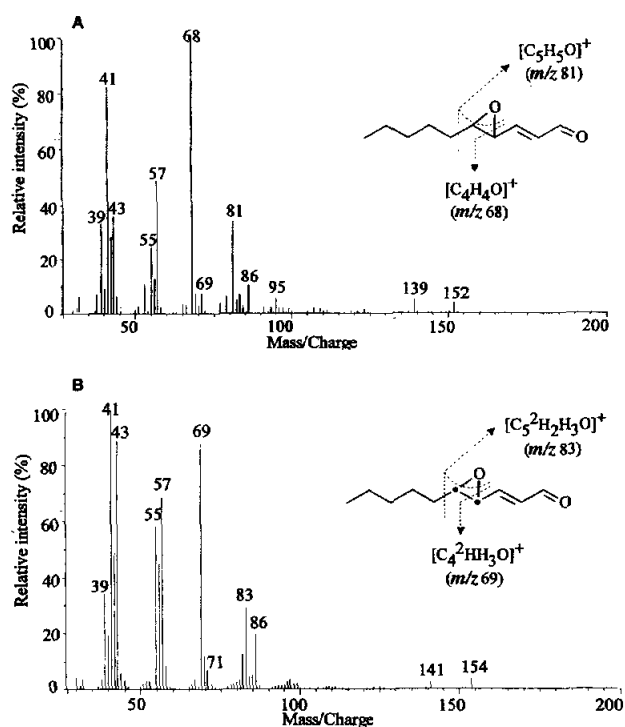 A
Relative intensity (%)
100
80
60
40
20
0
68
41
57
39
43
55
69
81
86
95
139
152
[C₅H₅O]⁺
(m/z 81)
O
O
[C₄H₄O]⁺
(m/z 68)
50
100
150
200
Mass/Charge
B
Relative intensity (%)
100
80
60
40
20
0
41
43
69
57
55
39
71
83
86
141
154
[C₅²H₂H₃O]⁺
(m/z 83)
O
O
[C₄²HH₃O]⁺
(m/z 69)
50
100
150
200
Mass/Charge